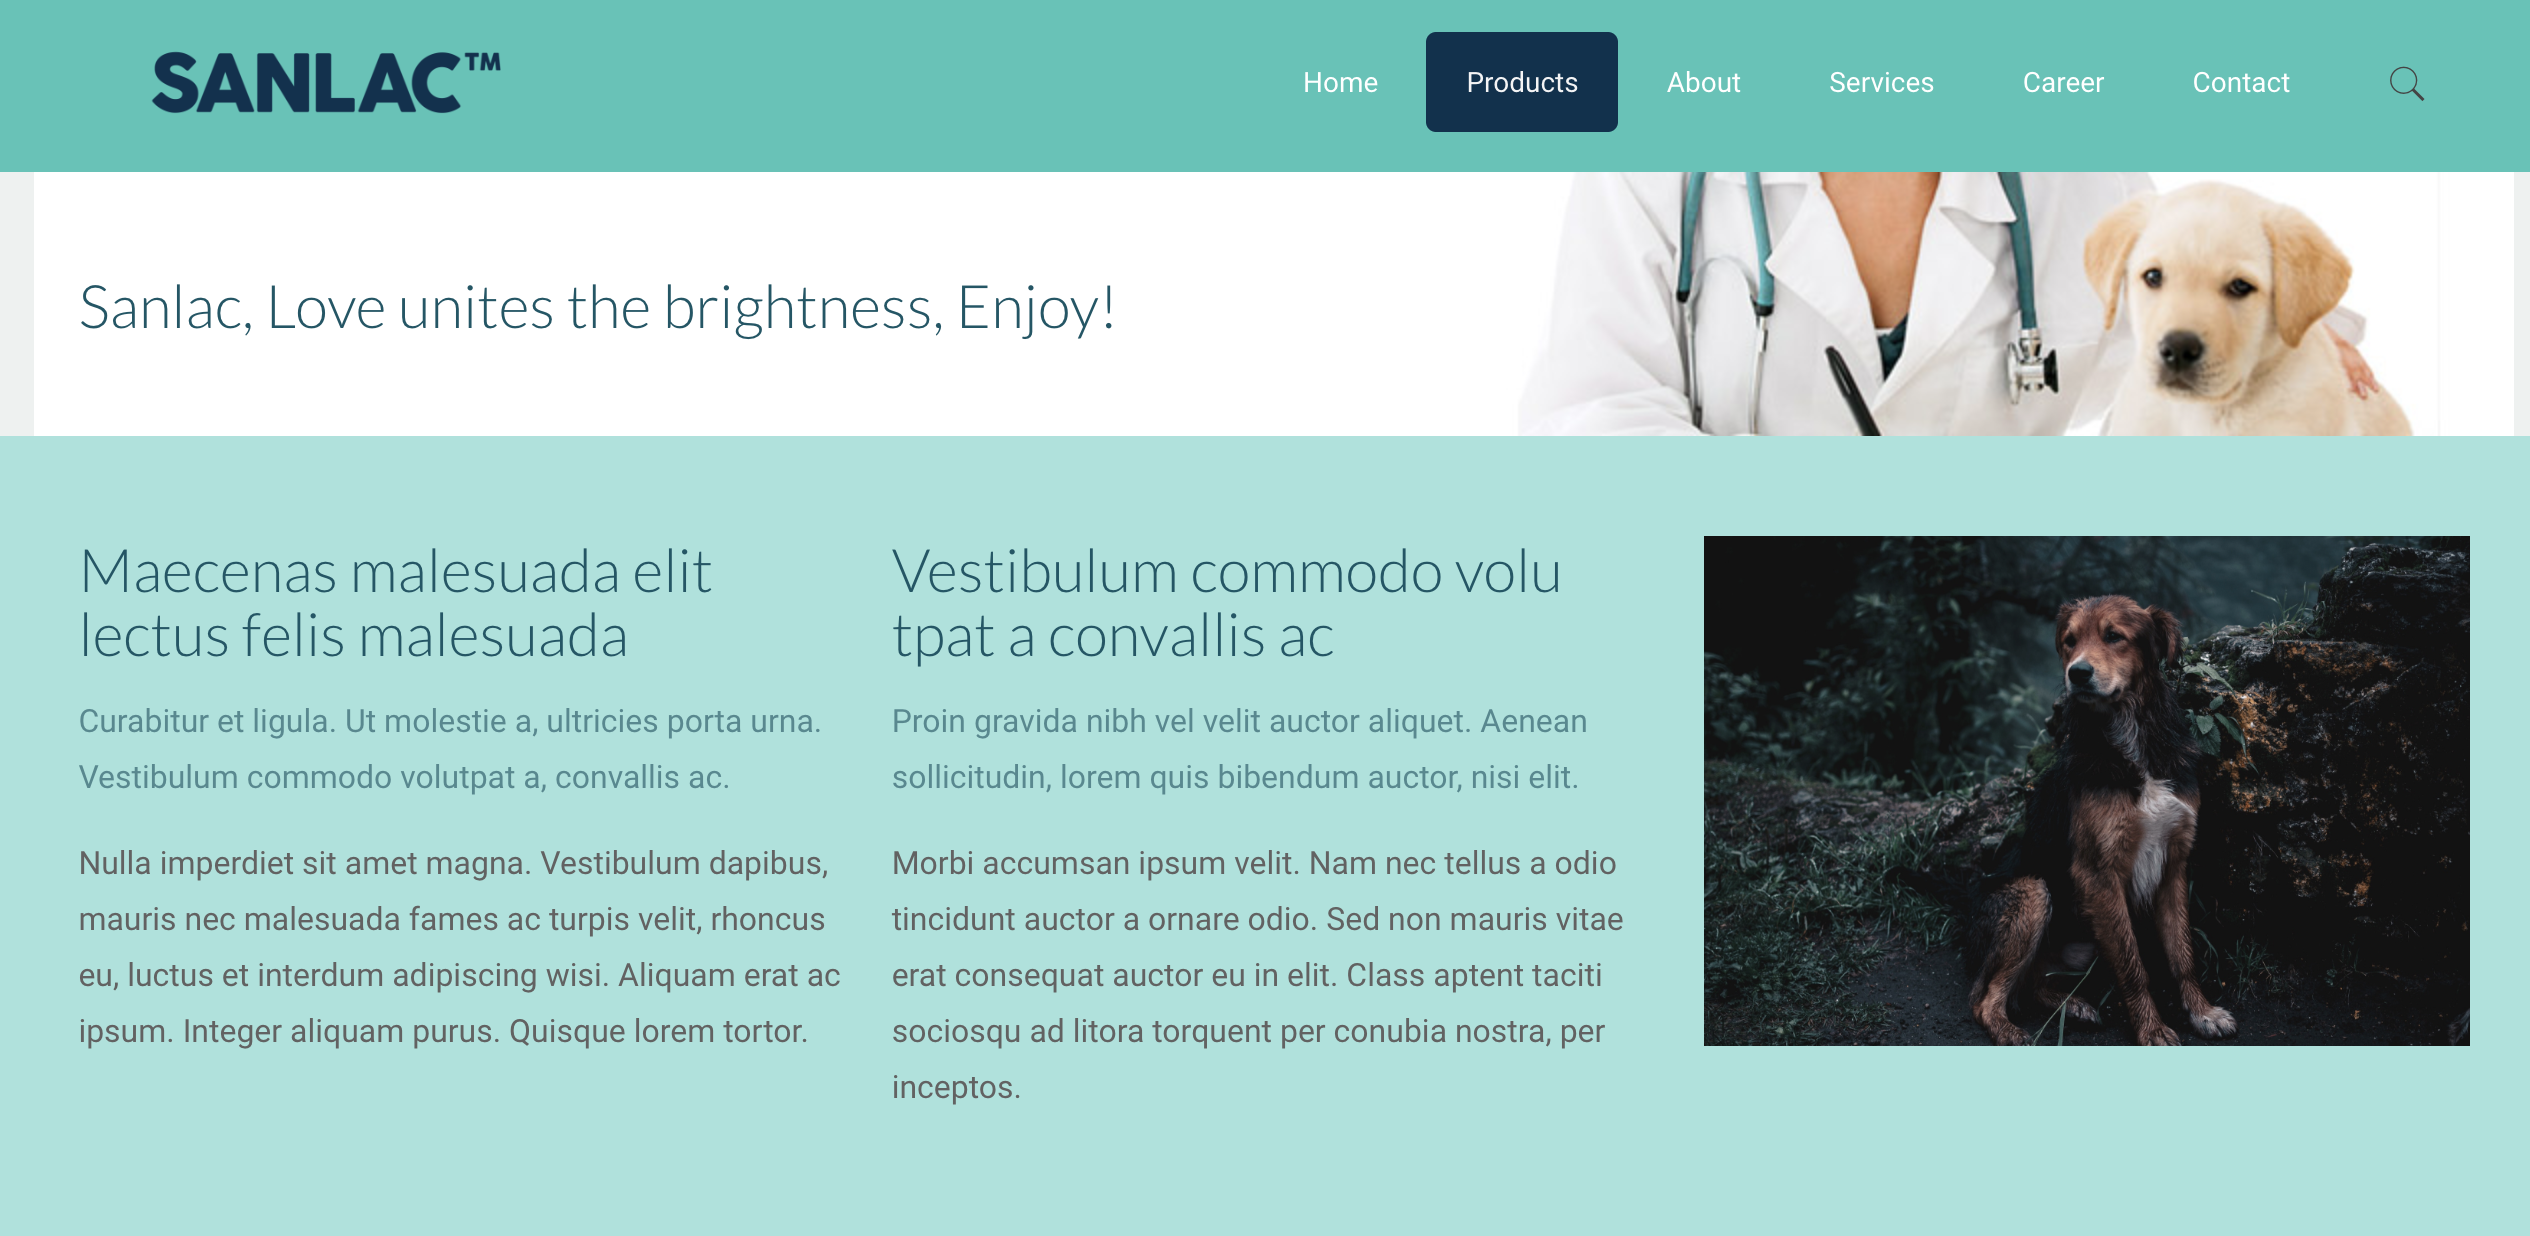 SANLAC™
Home Products About Services Career Contact
Sanlac, Love unites the brightness, Enjoy!
Maecenas malesuada elit
lectus felis malesuada
Curabitur et ligula. Ut molestie a, ultricies porta urna.
Vestibulum commodo volutpat a, convallis ac.
Nulla imperdiet sit amet magna. Vestibulum dapibus,
mauris nec malesuada fames ac turpis velit, rhoncus
eu, luctus et interdum adipiscing wisi. Aliquam erat ac
ipsum. Integer aliquam purus. Quisque lorem tortor.
Vestibulum commodo volu
tpat a convallis ac
Proin gravida nibh vel velit auctor aliquet. Aenean
sollicitudin, lorem quis bibendum auctor, nisi elit.
Morbi accumsan ipsum velit. Nam nec tellus a odio
tincidunt auctor a ornare odio. Sed non mauris vitae
erat consequat auctor eu in elit. Class aptent taciti
sociosqu ad litora torquent per conubia nostra, per
inceptos.